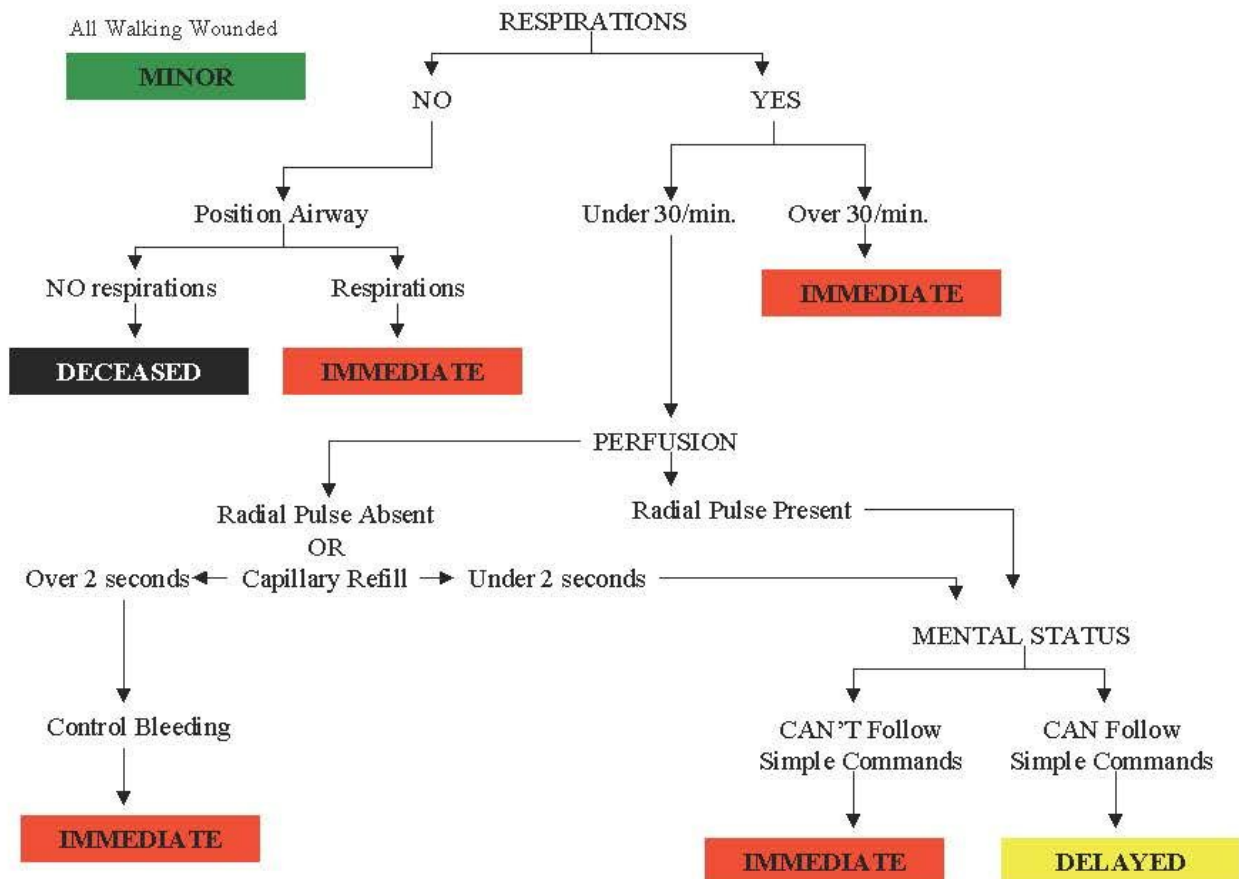 All Walking Wounded
MINOR
RESPIRATIONS
NO
YES
Position Airway
Under 30/min.
Over 30/min.
NO respirations
Respirations
IMMEDIATE
DECEASED
IMMEDIATE
PERFUSION
Radial Pulse Absent
Radial Pulse Present
OR
Over 2 seconds
Capillary Refill
Under 2 seconds
MENTAL STATUS
Control Bleeding
CAN'T Follow
Simple Commands
CAN Follow
Simple Commands
IMMEDIATE
IMMEDIATE
DELAYED